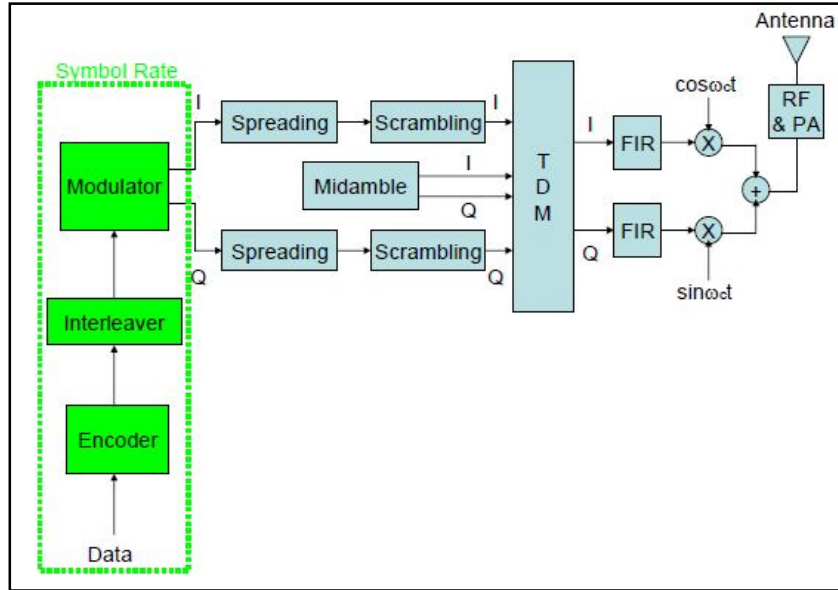 Antenna
Symbol Rate
cosωct
RF
& PA
I
Spreading
Scrambling
I
I
FIR
X
Modulator
Midamble
I
Q
T
D
M
+
Q
Spreading
Scrambling
Q
Q
FIR
X
sinωct
Interleaver
Encoder
Data